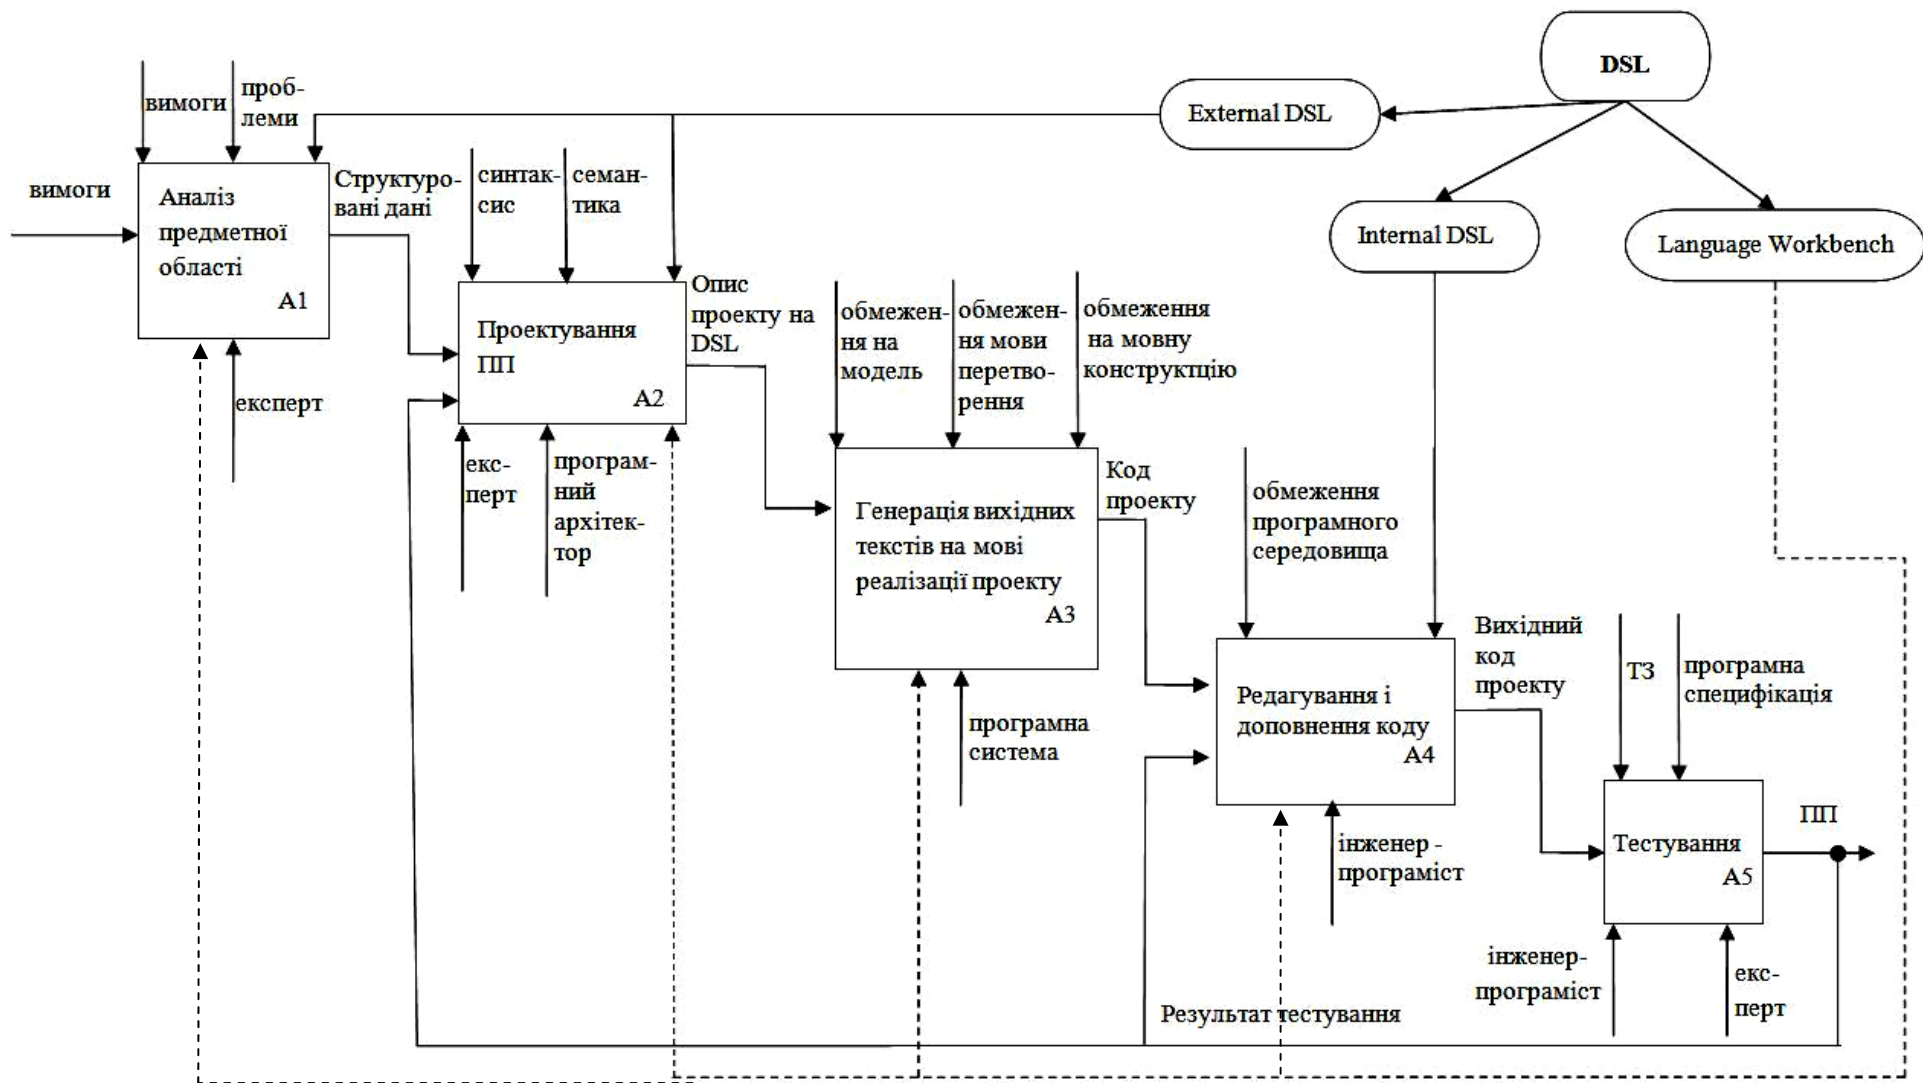 DSL
External DSL
Internal DSL
Language Workbench
вимоги
проб-
леми
вимоги
Аналіз
предметної
області
A1
експерт
Структуро-
вані дані
синтак-
сис
семан-
тика
Проектування
ПП
A2
екс-
перт
програм-
ний
архітек-
тор
Опис
проекту на
DSL
обмежен-
ня на
модель
обмежен-
ня мови
перетво-
рення
обмеження
на мовну
конструктцію
Генерація вихідних
текстів на мові
реалізації проекту
A3
програмна
система
Код
проекту
обмеження
програмного
середовища
Редагування і
доповнення коду
A4
інженер -
програміст
Вихідний
код
проекту
ТЗ
програмна
специфікація
Тестування
A5
ПП
інженер-
програміст
екс-
перт
Результат тестування